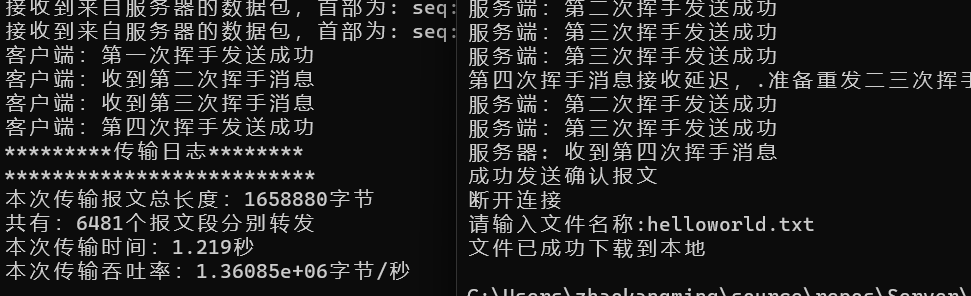 接收到来自服务器的数据包，首部为: seq:
接收到来自服务器的数据包，首部为: seq:
客户端: 第一次挥手发送成功
客户端: 收到第二次挥手消息
客户端: 收到第三次挥手消息
客户端: 第四次挥手发送成功
*********传输日志********
**************************
本次传输报文总长度: 1658880字节
共有: 6481个报文段分别转发
本次传输时间: 1.219秒
本次传输吞吐率: 1.36085e+06字节/秒
服务端: 第二次挥手发送成功
服务端: 第三次挥手发送成功
服务端: 第三次挥手发送成功
第四次挥手消息接收延迟，.准备重发二三次挥手
服务端: 第二次挥手发送成功
服务端: 第三次挥手发送成功
服务器: 收到第四次挥手消息
成功发送确认报文
断开连接
请输入文件名称:helloworld.txt
文件已成功下载到本地
C:\Users\zhaokangming\source\repos\Server\